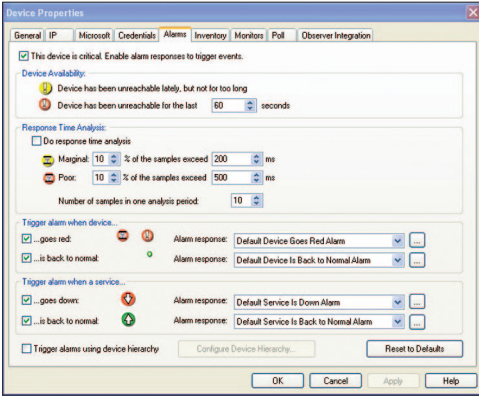 Device Properties
General IP Microsoft Credentials Alarms Inventory Monitors Poll Observer Integration
This device is critical. Enable alarm responses to trigger events.
Device Availability:
Device has been unreachable lately, but not for too long
Device has been unreachable for the last 60 seconds
Response Time Analysis:
Do response time analysis
Marginal: 10 % of the samples exceed 200 ms
Poor: 10 % of the samples exceed 500 ms
Number of samples in one analysis period: 10
Trigger alarm when device...
...goes red: Alarm response: Default Device Goes Red Alarm ...
...is back to normal: Alarm response: Default Device Is Back to Normal Alarm ...
Trigger alarm when a service...
...goes down: Alarm response: Default Service Is Down Alarm ...
...is back to normal: Alarm response: Default Service Is Back to Normal Alarm ...
Trigger alarms using device hierarchy Configure Device Hierarchy... Reset to Defaults
OK Cancel Apply Help